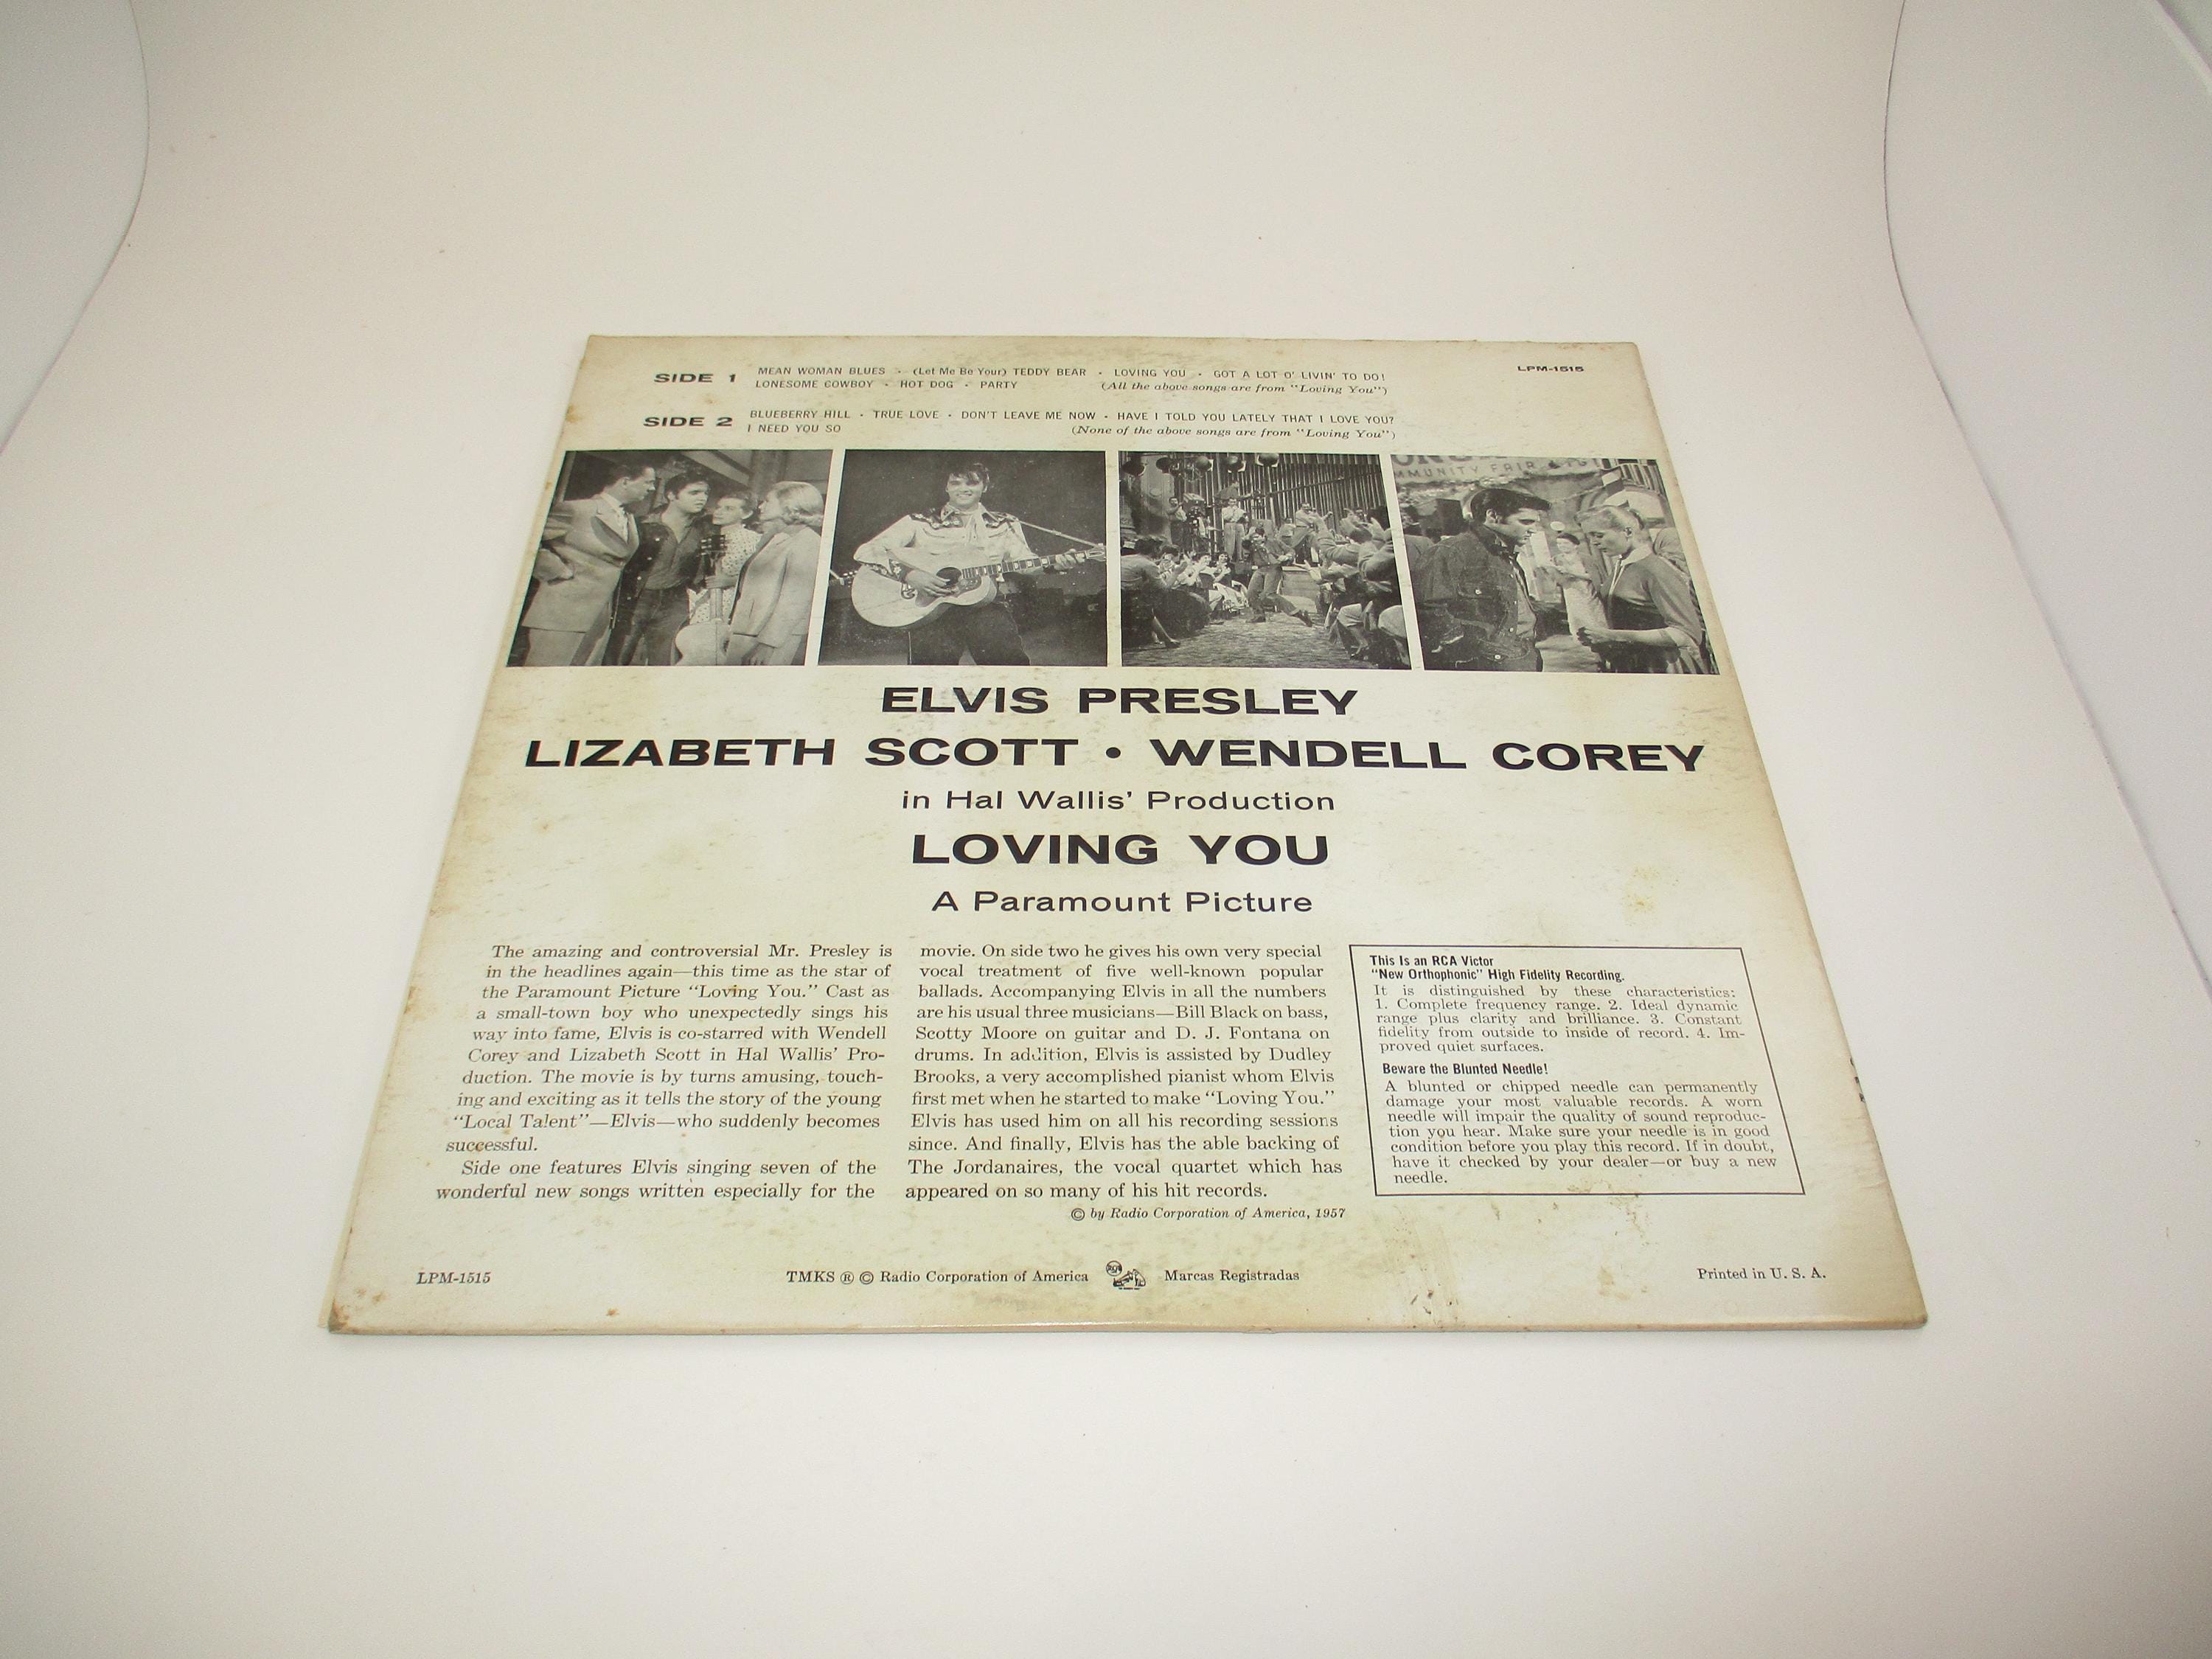 SIDE 1 MEAN WOMAN BLUES · (Let Me Be Your) TEDDY BEAR · LOVING YOU · GOT A LOT O' LIVIN' TO DO!
LONESOME COWBOY · HOT DOG · PARTY (All the above songs are from "Loving You")
LPM-1515
SIDE 2 BLUEBERRY HILL · TRUE LOVE · DON'T LEAVE ME NOW · HAVE I TOLD YOU LATELY THAT I LOVE YOU?
I NEED YOU SO (None of the above songs are from "Loving You")
MMUNITY FAIR
ELVIS PRESLEY
LIZABETH SCOTT • WENDELL COREY
in Hal Wallis' Production
LOVING YOU
A Paramount Picture
The amazing and controversial Mr. Presley is
in the headlines again—this time as the star of
the Paramount Picture "Loving You." Cast as
a small-town boy who unexpectedly sings his
way into fame, Elvis is co-starred with Wendell
Corey and Lizabeth Scott in Hal Wallis' Pro-
duction. The movie is by turns amusing, touch-
ing and exciting as it tells the story of the young
"Local Talent"—Elvis—who suddenly becomes
successful.
Side one features Elvis singing seven of the
wonderful new songs written especially for the
movie. On side two he gives his own very special
vocal treatment of five well-known popular
ballads. Accompanying Elvis in all the numbers
are his usual three musicians—Bill Black on bass,
Scotty Moore on guitar and D. J. Fontana on
drums. In addition, Elvis is assisted by Dudley
Brooks, a very accomplished pianist whom Elvis
first met when he started to make "Loving You."
Elvis has used him on all his recording sessions
since. And finally, Elvis has the able backing of
The Jordanaires, the vocal quartet which has
appeared on so many of his hit records.
© by Radio Corporation of America, 1957
This Is an RCA Victor
"New Orthophonic" High Fidelity Recording.
It is distinguished by these characteristics:
1. Complete frequency range. 2. Ideal dynamic
range plus clarity and brilliance. 3. Constant
fidelity from outside to inside of record. 4. Im-
proved quiet surfaces.
Beware the Blunted Needle!
A blunted or chipped needle can permanently
damage your most valuable records. A worn
needle will impair the quality of sound reproduc-
tion you hear. Make sure your needle is in good
condition before you play this record. If in doubt,
have it checked by your dealer—or buy a new
needle.
LPM-1515
TMKS ® © Radio Corporation of America RCA Marcas Registradas
Printed in U. S. A.